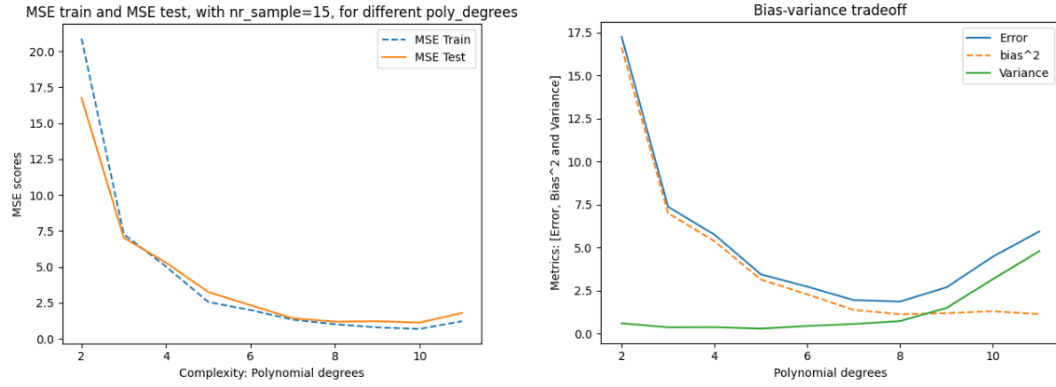 MSE train and MSE test, with nr_sample=15, for different poly_degrees
MSE Train
MSE Test
20.0
17.5
15.0
12.5
10.0
7.5
5.0
2.5
0.0
MSE scores
2
4
6
8
10
Complexity: Polynomial degrees
Bias-variance tradeoff
Error
bias^2
Variance
17.5
15.0
12.5
10.0
7.5
5.0
2.5
0.0
Metrics: [Error, Bias^2 and Variance]
2
4
6
8
10
Polynomial degrees